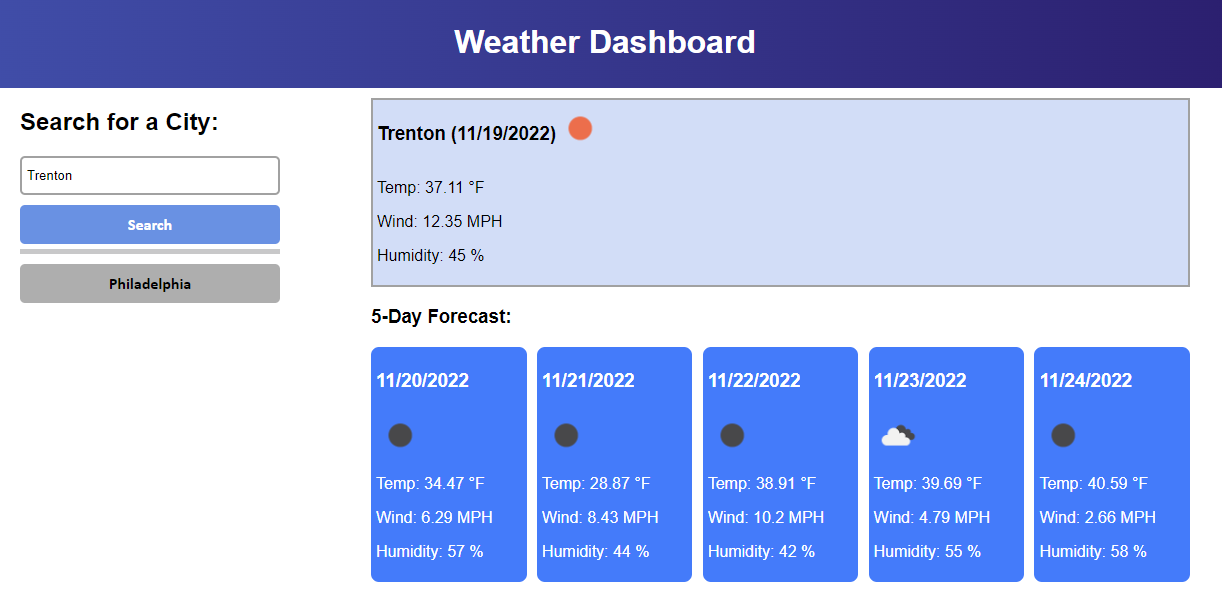 Weather Dashboard
Search for a City:
Trenton
Search
Philadelphia
Trenton (11/19/2022)
Temp: 37.11 °F
Wind: 12.35 MPH
Humidity: 45 %
5-Day Forecast:
11/20/2022
Temp: 34.47 °F
Wind: 6.29 MPH
Humidity: 57 %
11/21/2022
Temp: 28.87 °F
Wind: 8.43 MPH
Humidity: 44 %
11/22/2022
Temp: 38.91 °F
Wind: 10.2 MPH
Humidity: 42 %
11/23/2022
Temp: 39.69 °F
Wind: 4.79 MPH
Humidity: 55 %
11/24/2022
Temp: 40.59 °F
Wind: 2.66 MPH
Humidity: 58 %